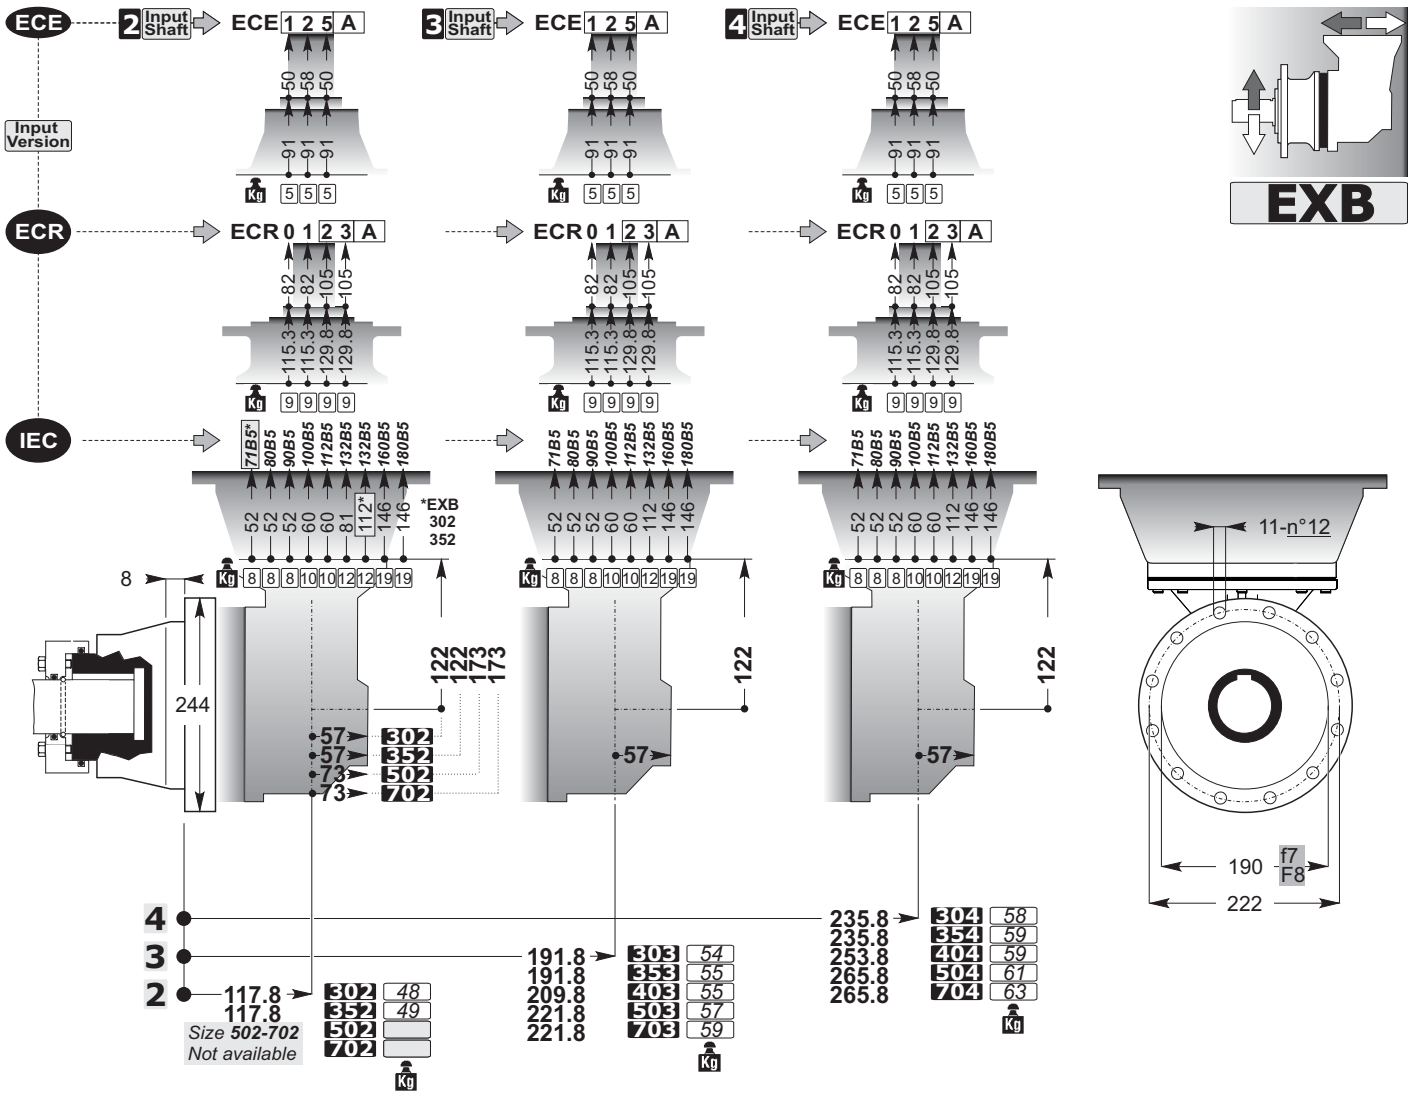 ECE
2 Input Shaft
ECE 1 2 5 A
3 Input Shaft
ECE 1 2 5 A
4 Input Shaft
ECE 1 2 5 A
50 58 50
50 58 50
50 58 50
Input Version
91 91 91
91 91 91
91 91 91
Kg 5 5 5
Kg 5 5 5
Kg 5 5 5
EXB
ECR
ECR 0 1 2 3 A
ECR 0 1 2 3 A
ECR 0 1 2 3 A
82 82 105 105
82 82 105 105
82 82 105 105
115.3 115.3 129.8 129.8
115.3 115.3 129.8 129.8
115.3 115.3 129.8 129.8
Kg 9 9 9 9
Kg 9 9 9 9
Kg 9 9 9 9
IEC
71B5* 80B5 90B5 100B5 112B5 132B5 132B5 160B5 180B5
71B5 80B5 90B5 100B5 112B5 132B5 160B5 180B5
71B5 80B5 90B5 100B5 112B5 132B5 160B5 180B5
52 52 52 60 60 81 112* 146 146
*EXB
302
352
52 52 52 60 60 112 146 146
52 52 52 60 60 112 146 146
11-n°12
Kg 8 8 8 10 10 12 12 19 19
Kg 8 8 8 10 10 12 19 19
Kg 8 8 8 10 10 12 19 19
8
244
122 122 173 173
122
122
57 302
57 352
73 502
73 702
57
57
190 f7 F8
222
4
235.8 304 58
235.8 354 59
253.8 404 59
265.8 504 61
265.8 704 63
Kg
3
191.8 303 54
191.8 353 55
209.8 403 55
221.8 503 57
221.8 703 59
Kg
2
117.8 302 48
117.8 352 49
Size 502-702
Not available
502
702
Kg